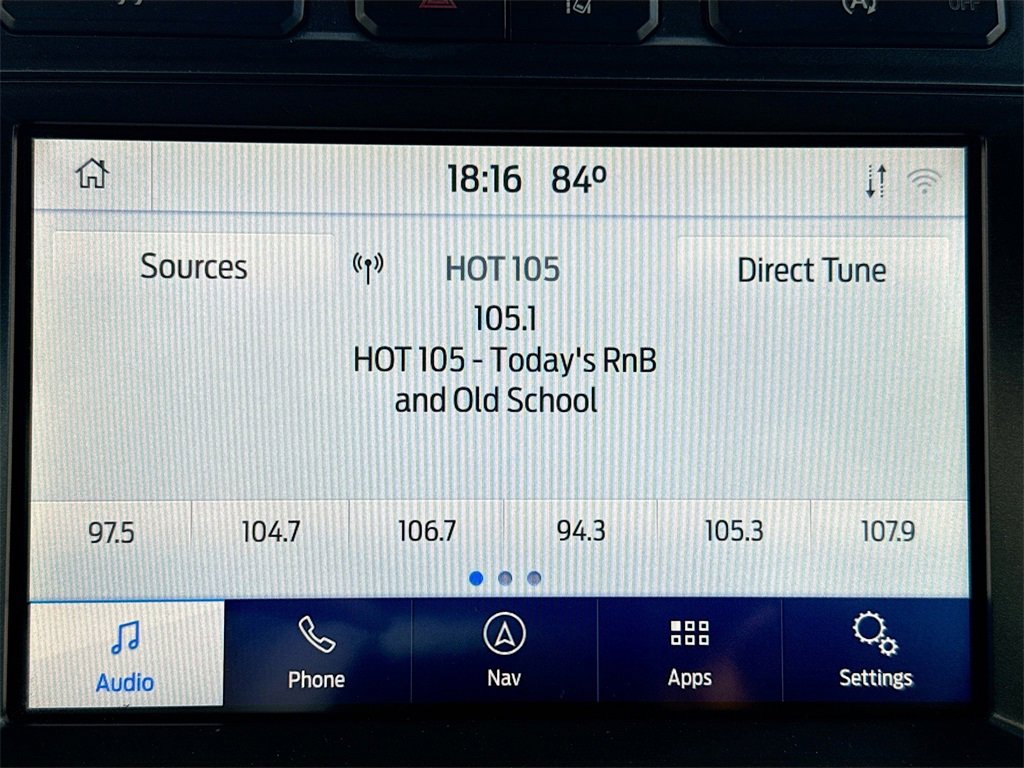 OFF
18:16 84º
Sources
HOT 105
Direct Tune
105.1
HOT 105 - Today's RnB
and Old School
97.5 104.7 106.7 94.3 105.3 107.9
Audio
Phone
Nav
Apps
Settings